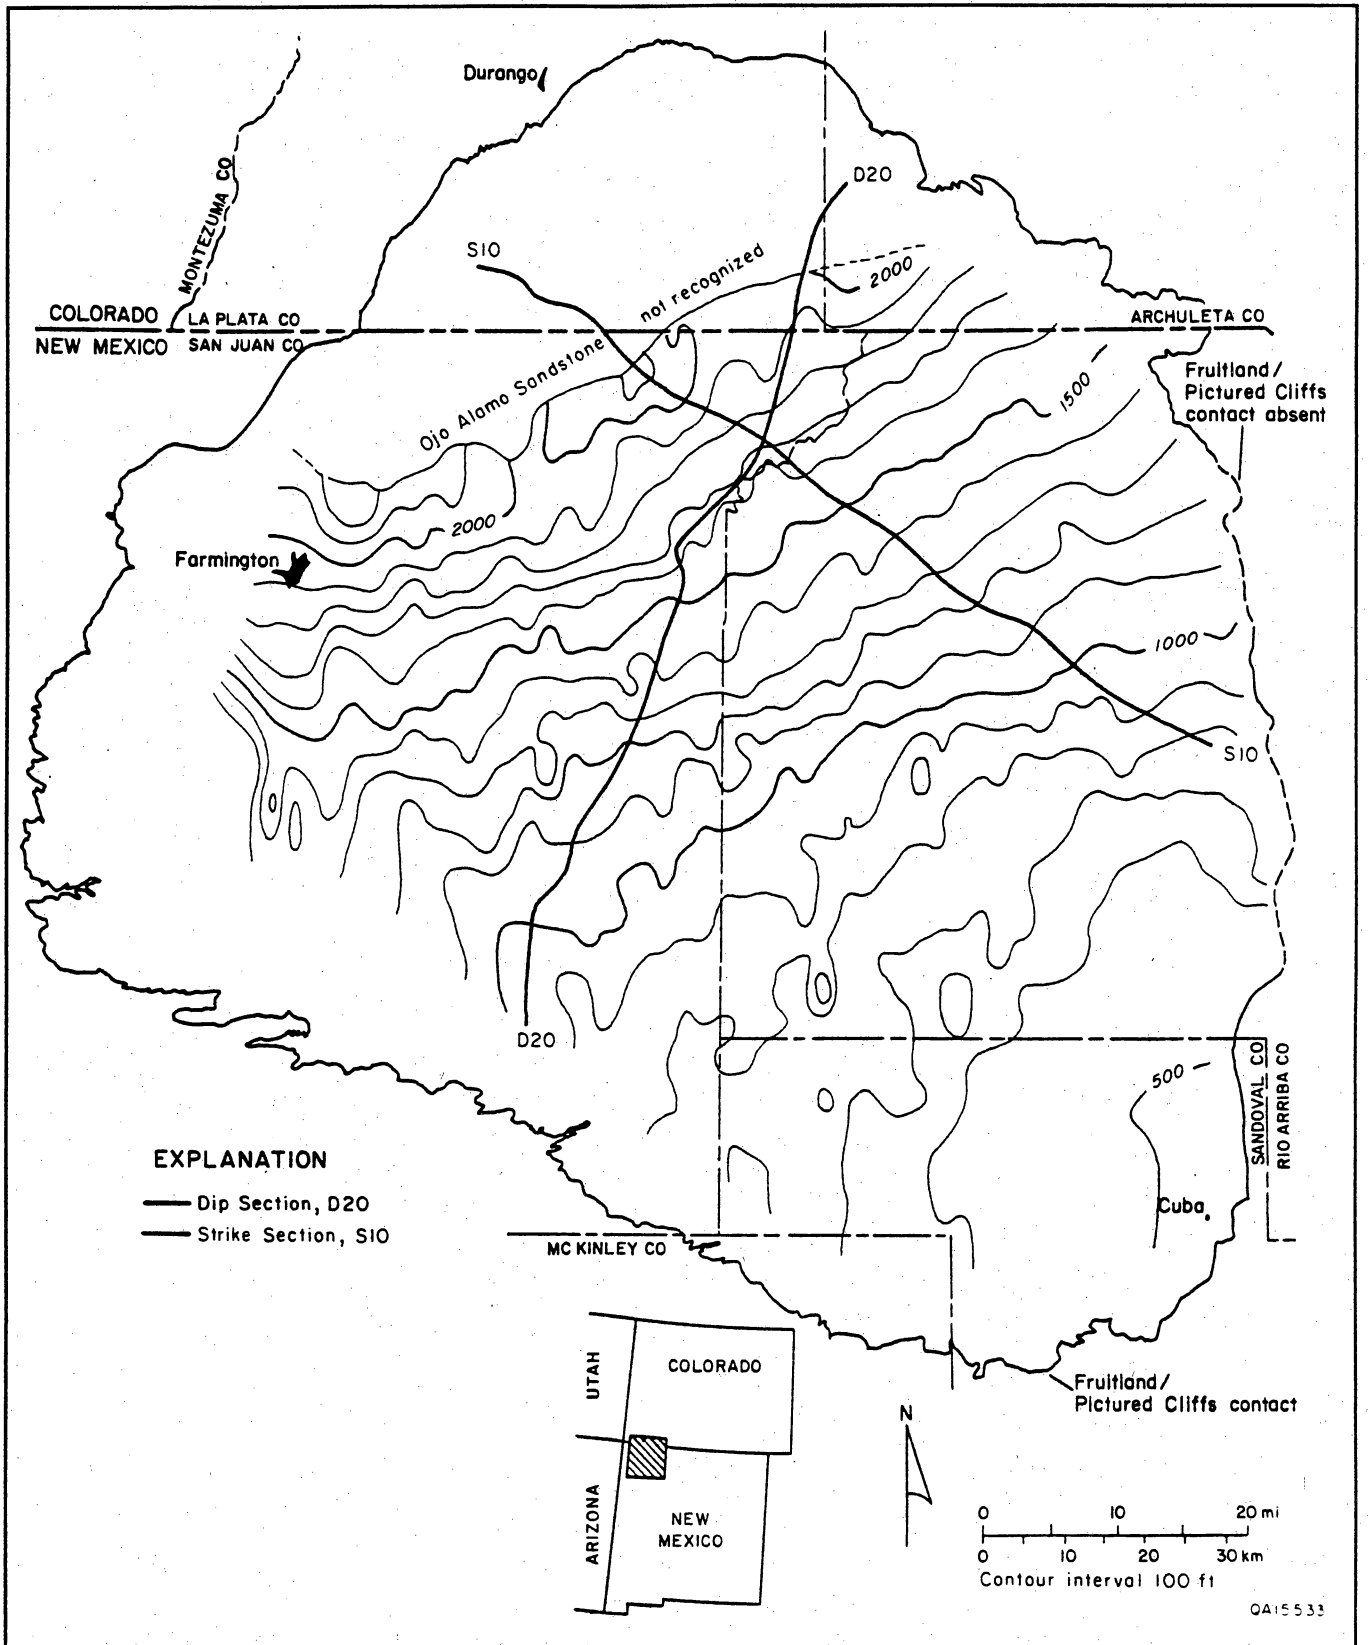 Durango
D20
MONTEZUMA CO
S10
not recognized
2000
COLORADO
LA PLATA CO
ARCHULETA CO
NEW MEXICO
SAN JUAN CO
Ojo Alamo Sandstone
1500
Fruitland/
Pictured Cliffs
contact absent
2000
Farmington
1000
S10
D20
500
SANDOVAL CO
RIO ARRIBA CO
EXPLANATION
Dip Section, D20
Strike Section, S10
Cuba
MC KINLEY CO
UTAH
COLORADO
Fruitland/
Pictured Cliffs contact
N
ARIZONA
NEW
MEXICO
0 10 20 mi
0 10 20 30 km
Contour interval 100 ft
QA15533